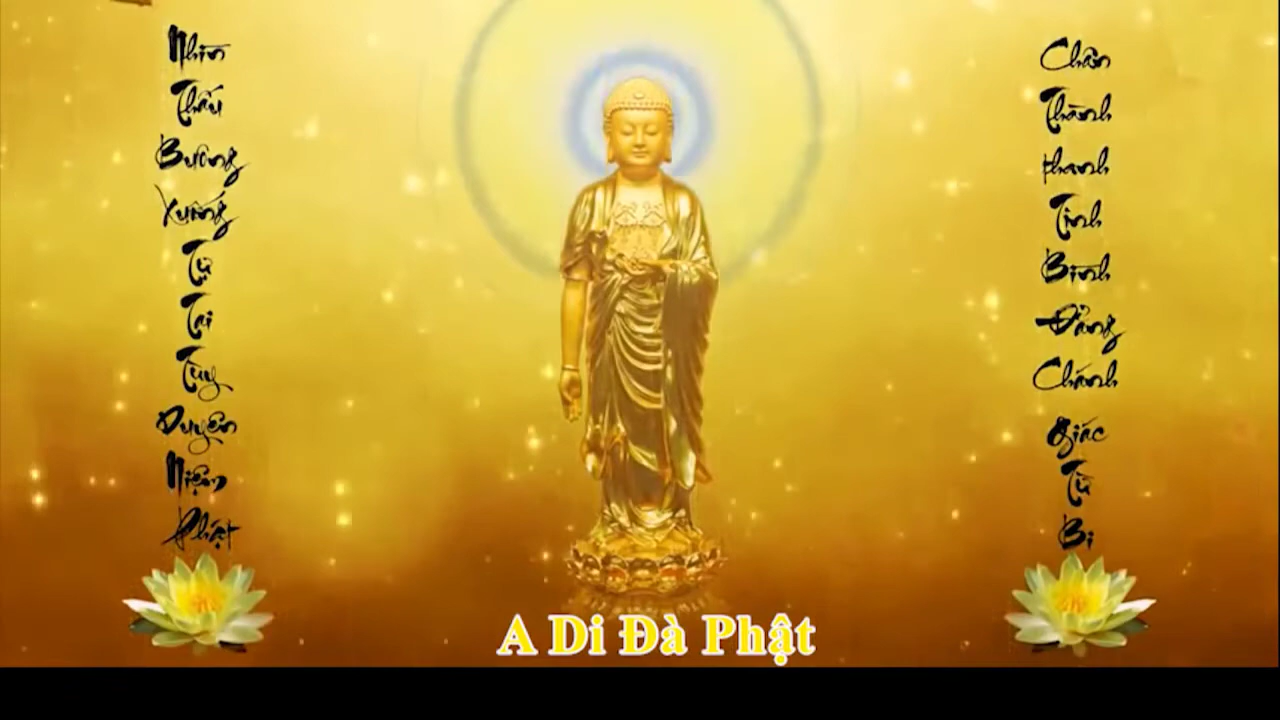 Nhìn
Thấu
Buông
Xuống
Tự
Tại
Tùy
Duyên
Niệm
Phật
Chân
Thành
thanh
Tịnh
Bình
Đẳng
Chánh
giác
Từ
Bi
A Di Đà Phật